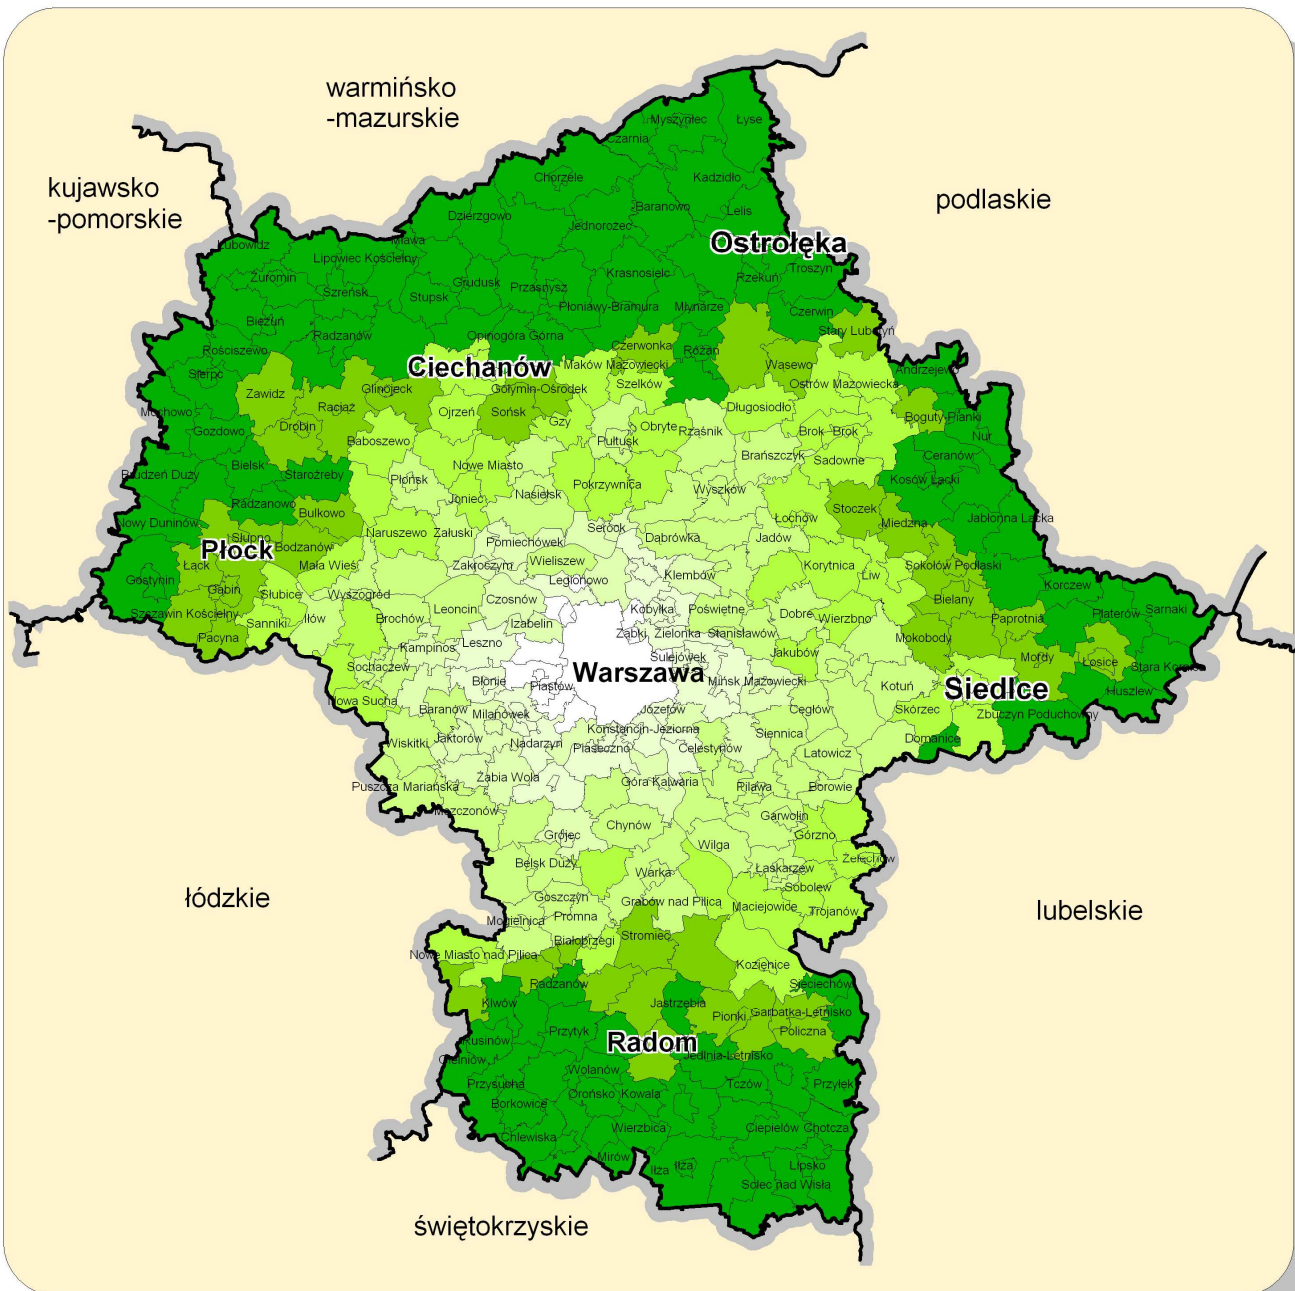 warmińsko
-mazurskie
kujawsko
-pomorskie
podlaskie
Myszyniec
Łyse
Czarnia
Chorzele
Kadzidło
Baranowo
Lelis
Dzierzgowo
Jednorożec
Ostrołęka
Mława
Lubowidz
Lipowiec Kościelny
Troszyn
Żuromin
Krasnosielc
Rzekuń
Grudusk
Przasnysz
Szreńsk
Stupsk
Płoniawy-Bramura
Młynarze
Czerwin
Bieżuń
Stary Lubotyń
Radzanów
Opinogóra Górna
Czerwonka
Rościszewo
Różan
Ciechanów
Maków Mazowiecki
Wąsewo
Andrzejewo
Sierpc
Szelków
Ostrów Mazowiecka
Zawidz
Glinojeck
Gołymin-Ośrodek
Raciąż
Ojrzeń
Sońsk
Długosiodło
Mochowo
Boguty-Pianki
Gzy
Obryte
Rząśnik
Drobin
Gozdowo
Brok
Brok
Nur
Baboszewo
Pułtusk
Brańszczyk
Sadowne
Ceranów
Bielsk
Nowe Miasto
Brudzeń Duży
Staroźreby
Płońsk
Pokrzywnica
Kosów Lacki
Nasielsk
Wyszków
Joniec
Radzanowo
Stoczek
Bulkowo
Łochów
Jabłonna Lacka
Nowy Duninów
Miedzna
Naruszewo
Załuski
Serock
Słupno
Dąbrówka
Jadów
Pomiechówek
Płock
Bodzanów
Wieliszew
Łąck
Mała Wieś
Zakroczym
Korytnica
Sokołów Podlaski
Klembów
Liw
Gostynin
Legionowo
Korczew
Gąbin
Słubice
Wyszogród
Czosnów
Bielany
Leoncin
Kobyłka
Poświętne
Sarnaki
Szczawin Kościelny
Dobre
Platerów
Iłów
Brochów
Wierzbno
Paprotnia
Sanniki
Izabelin
Ząbki
Zielonka
Stanisławów
Pacyna
Leszno
Mokobody
Kampinos
Jakubów
Sulejówek
Mordy
Łosice
Sochaczew
Stara Kornica
Warszawa
Błonie
Mińsk Mazowiecki
Piastów
Kotuń
Siedlce
Huszlew
Nowa Sucha
Baranów
Milanówek
Józefów
Cegłów
Skórzec
Zbuczyn Poduchowny
Konstancin-Jeziorna
Siennica
Jaktorów
Domanice
Wiskitki
Nadarzyn
Piaseczno
Celestynów
Latowicz
Żabia Wola
Góra Kalwaria
Puszcza Mariańska
Pilawa
Borowie
Mszczonów
Garwolin
Chynów
Grójec
Górzno
Wilga
Żelechów
Belsk Duży
Łaskarzew
Warka
Sobolew
łódzkie
Goszczyn
Grabów nad Pilicą
Maciejowice
Trojanów
lubelskie
Mogielnica
Promna
Stromiec
Białobrzegi
Nowe Miasto nad Pilicą
Kozienice
Radzanów
Sieciechów
Klwów
Jastrzębia
Garbatka-Letnisko
Pionki
Policzna
Przytyk
Radom
Rusinów
Jedlnia-Letnisko
Gielniów
Wolanów
Przysucha
Tczów
Przyłęk
Orońsko
Kowala
Borkowice
Wierzbica
Ciepielów
Chotcza
Chlewiska
Mirów
Iłża
Iłża
Lipsko
Solec nad Wisłą
świętokrzyskie